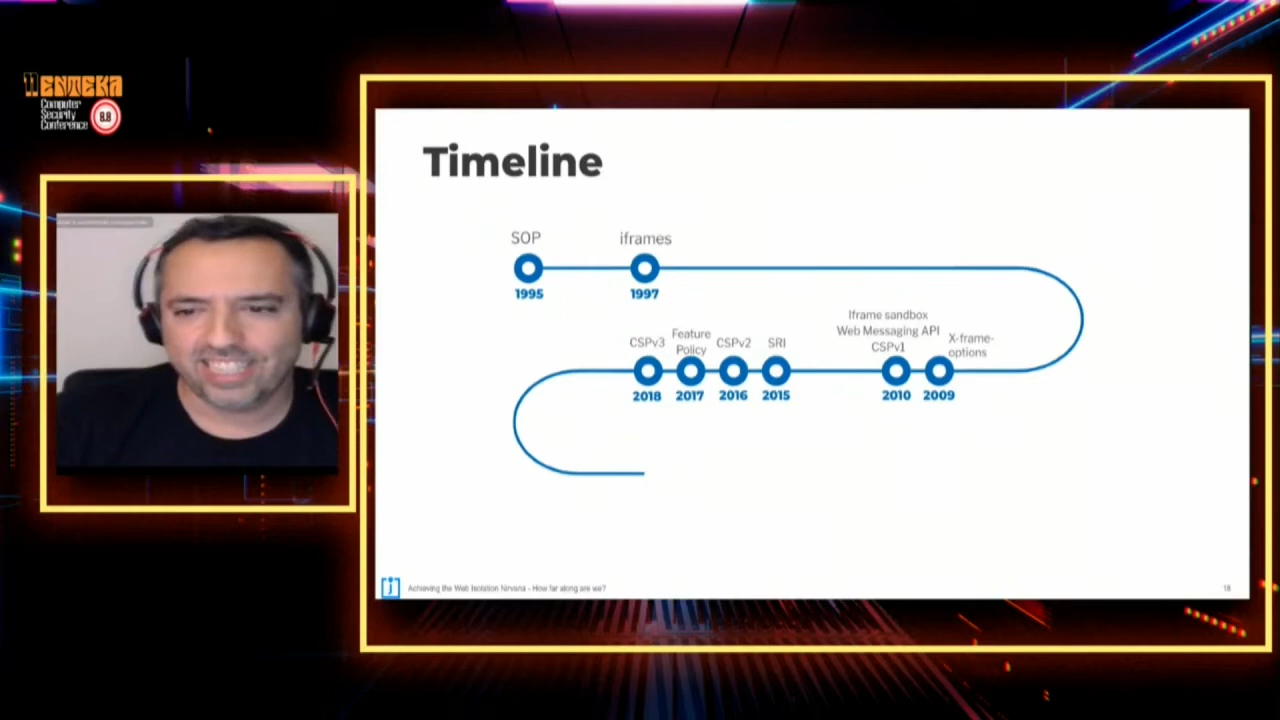 11ENTEKA
Computer
Security
Conference
8.8
Timeline
SOP
iframes
1995
1997
Iframe sandbox
Web Messaging API
CSPv1
X-frame-
options
CSPv3
Feature
Policy
CSPv2
SRI
2018
2017
2016
2015
2010
2009
[j]
Achieving the Web Isolation Nirvana - How far along are we?
18